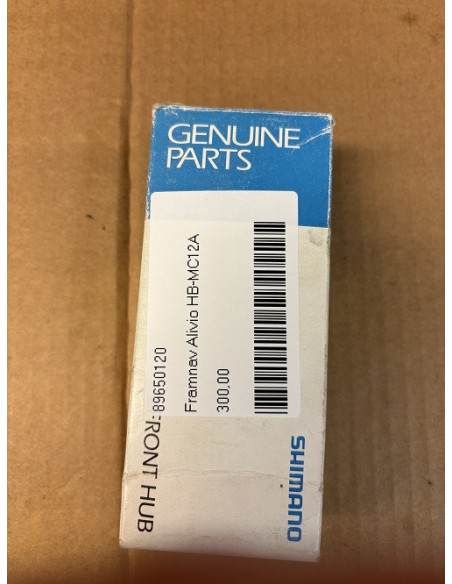 GENUINE
PARTS
89650120
Framnav Alivio HB-MC12A
300,00
RONT HUB
SHIMANO